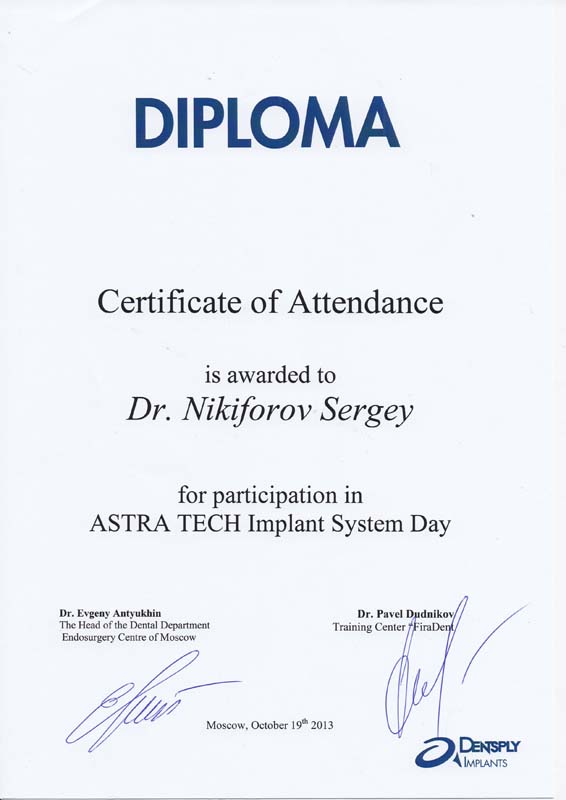 DIPLOMA
Certificate of Attendance
is awarded to
Dr. Nikiforov Sergey
for participation in
ASTRA TECH Implant System Day
Dr. Evgeny Antyukhin
The Head of the Dental Department
Endosurgery Centre of Moscow
Dr. Pavel Dudnikov
Training Center "FiraDent
Moscow, October 19th 2013
DENTSPLY
IMPLANTS